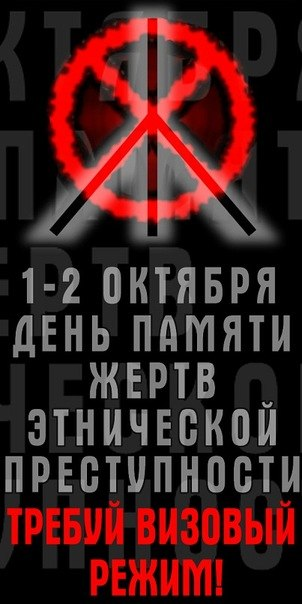 1-2 ОКТЯБРЯ
ДЕНЬ ПАМЯТИ
ЖЕРТВ
ЭТНИЧЕСКОЙ
ПРЕСТУПНОСТИ
ТРЕБУЙ ВИЗОВЫЙ
РЕЖИМ!